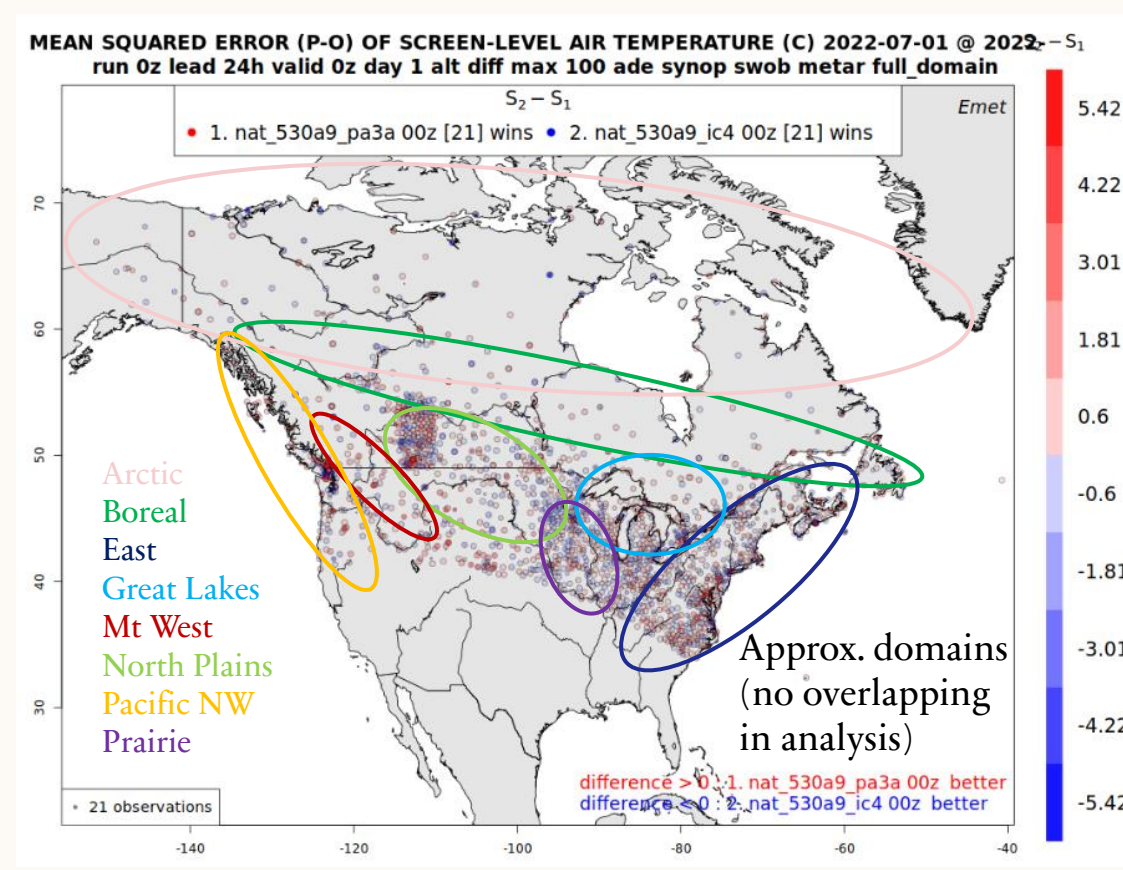 MEAN SQUARED ERROR (P-O) OF SCREEN-LEVEL AIR TEMPERATURE (C) 2022-07-01 @ 2022-
S₂ − S₁
run 0z lead 24h valid 0z day 1 alt diff max 100 ade synop swob metar full_domain
S₂ − S₁
1. nat_530a9_pa3a 00z [21] wins 2. nat_530a9_ic4 00z [21] wins
Emet
5.42
4.22
3.01
1.81
0.6
-0.6
-1.81
-3.01
-4.22
-5.42
70
60
50
40
30
Arctic
Boreal
East
Great Lakes
Mt West
North Plains
Pacific NW
Prairie
Approx. domains
(no overlapping
in analysis)
difference > 0 : 1. nat_530a9_pa3a 00z better
difference < 0 : 2. nat_530a9_ic4 00z better
21 observations
-140 -120 -100 -80 -60 -40